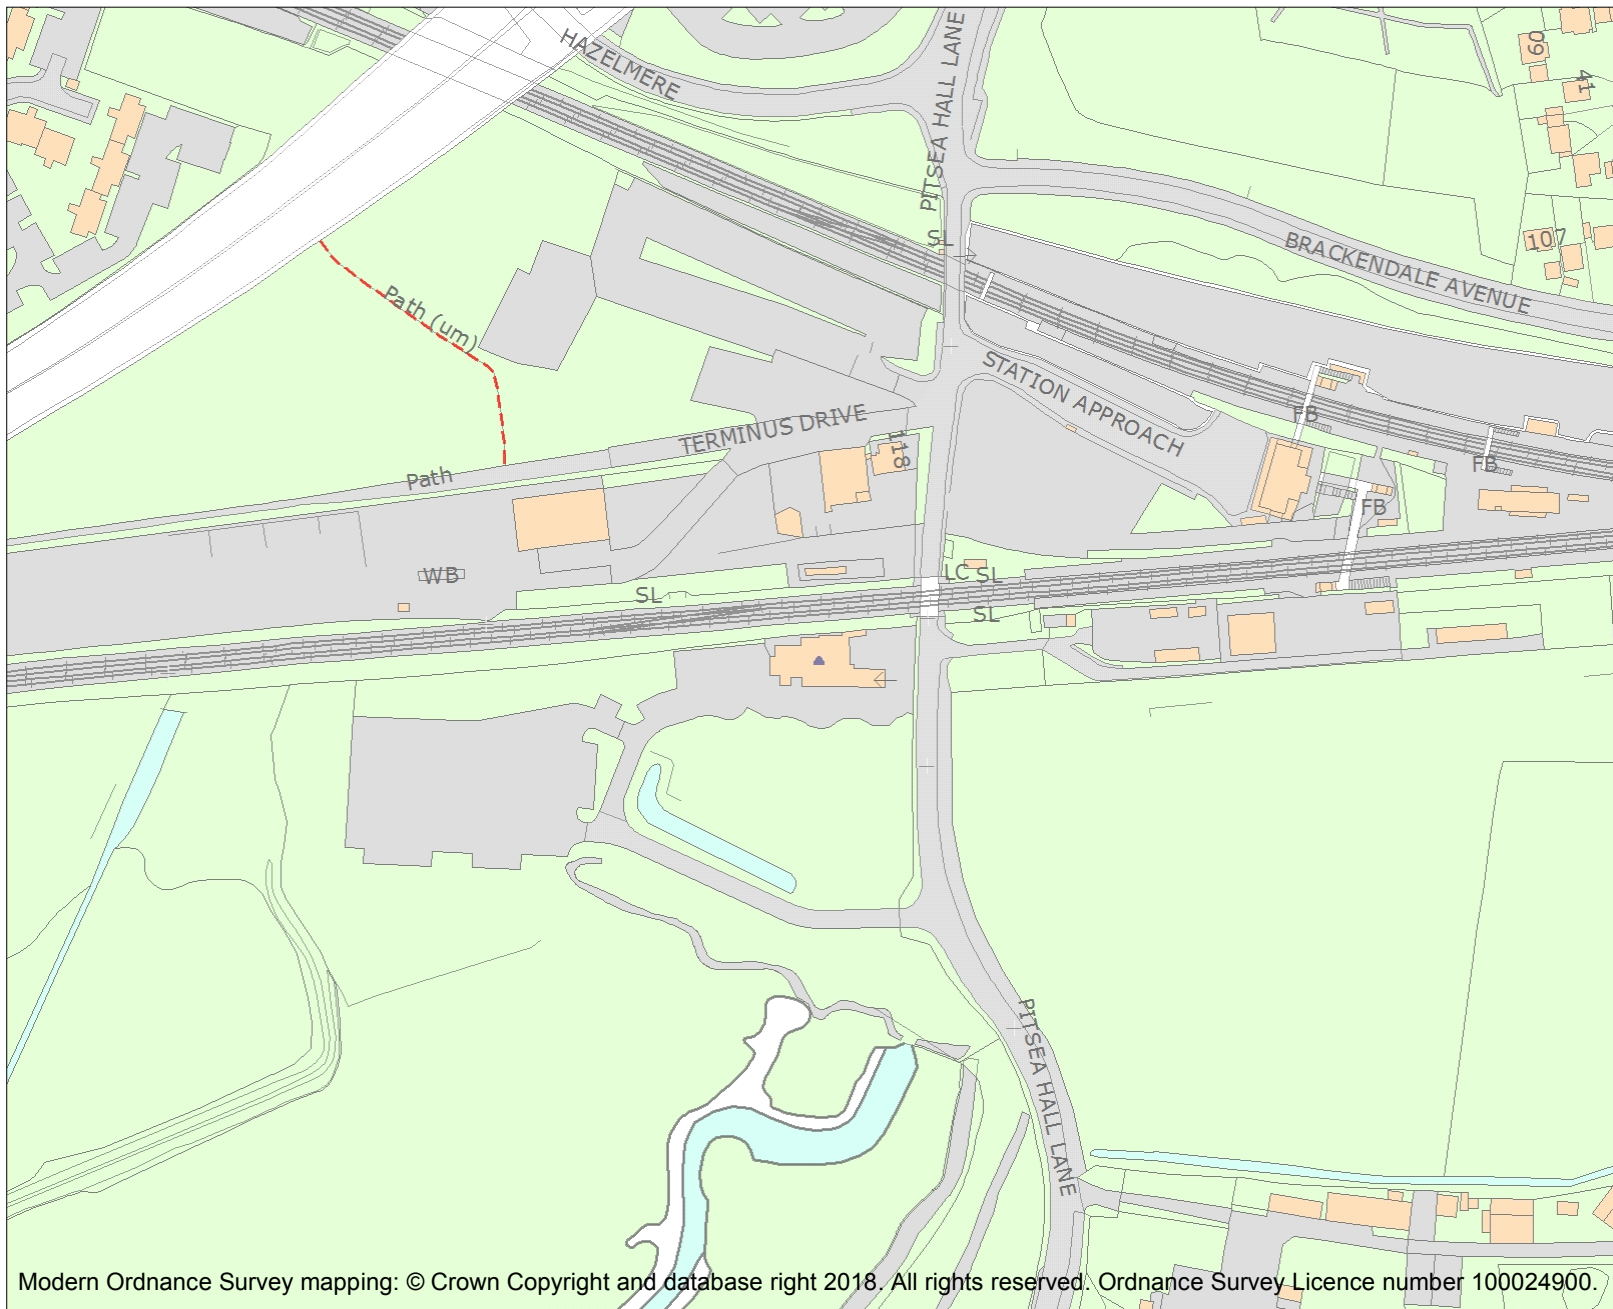 HAZELMERE
PITSEA HALL LANE
60
41
107
BRACKENDALE AVENUE
SL
Path (um)
STATION APPROACH
TERMINUS DRIVE
118
FB
FB
FB
Path
WB
SL
LC SL
SL
PITSEA HALL LANE
Modern Ordnance Survey mapping: © Crown Copyright and database right 2018. All rights reserved. Ordnance Survey Licence number 100024900.